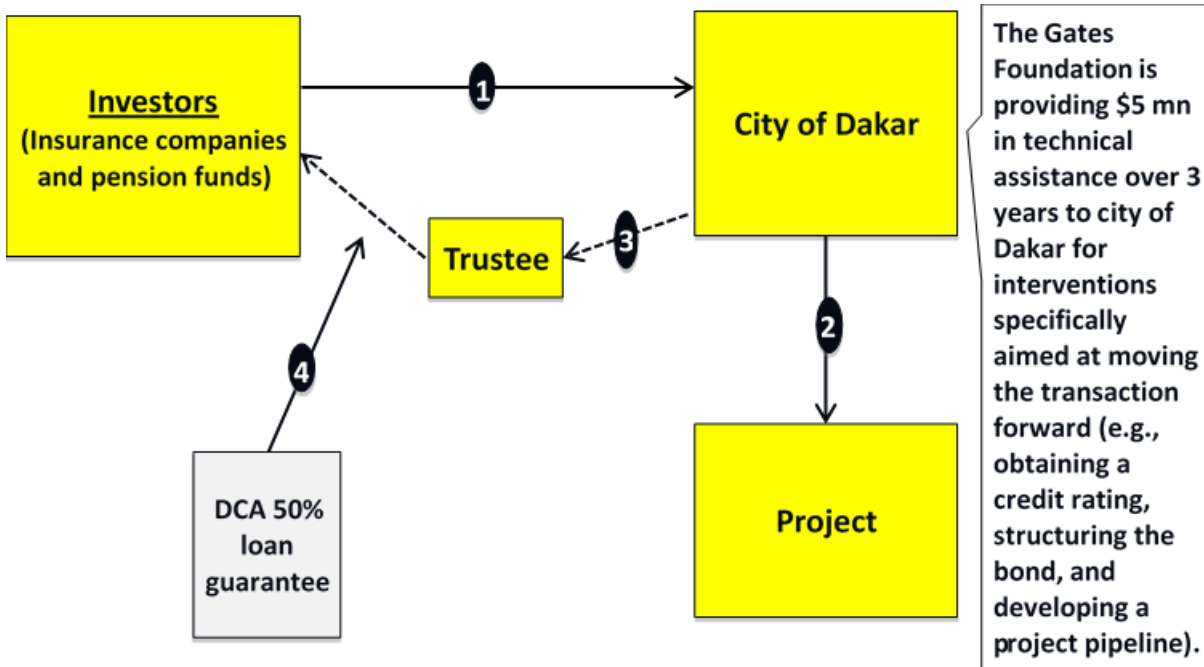 Investors
(Insurance companies
and pension funds)
1
City of Dakar
Trustee
3
2
4
DCA 50%
loan
guarantee
Project
The Gates
Foundation is
providing $5 mn
in technical
assistance over 3
years to city of
Dakar for
interventions
specifically
aimed at moving
the transaction
forward (e.g.,
obtaining a
credit rating,
structuring the
bond, and
developing a
project pipeline).